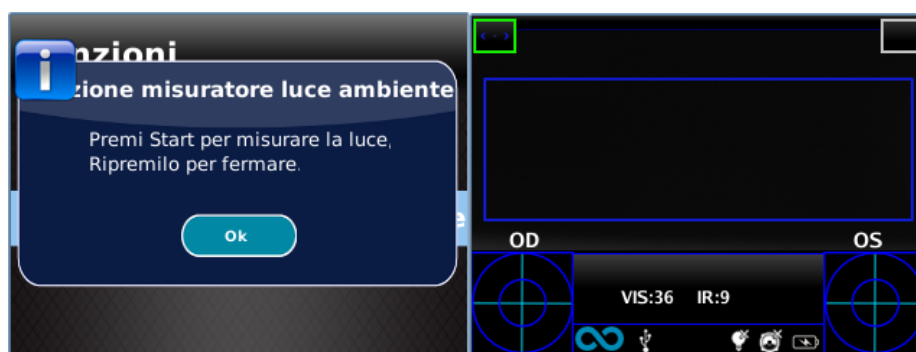 nzioni
zione misuratore luce ambiente
Premi Start per misurare la luce,
Ripremilo per fermare.
Ok
OD
OS
VIS:36 IR:9